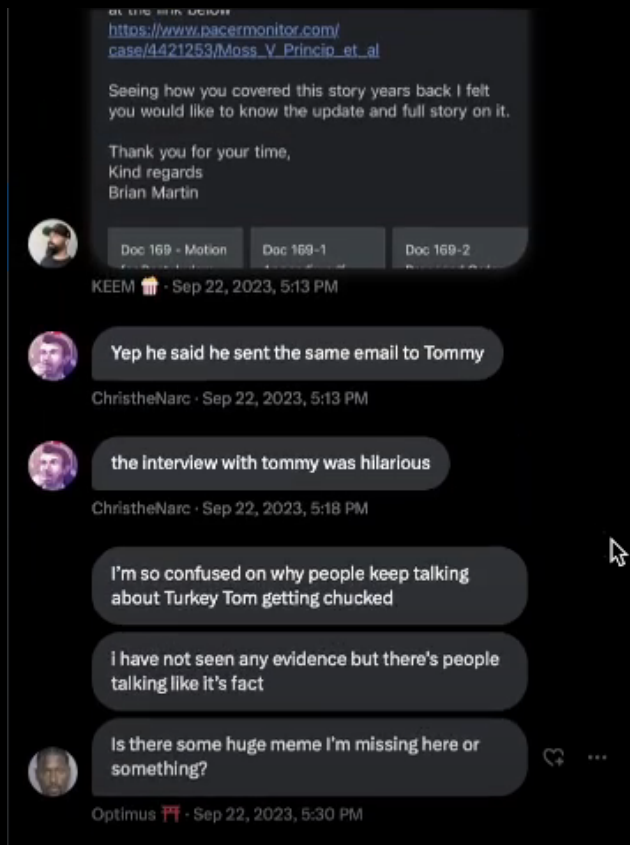 at the link below
https://www.pacermonitor.com/
case/4421253/Moss_V_Princip_et_al
Seeing how you covered this story years back I felt
you would like to know the update and full story on it.
Thank you for your time,
Kind regards
Brian Martin
Doc 169 - Motion
Doc 169-1
Doc 169-2
KEEM 🍿 · Sep 22, 2023, 5:13 PM
Yep he said he sent the same email to Tommy
ChristheNarc · Sep 22, 2023, 5:13 PM
the interview with tommy was hilarious
ChristheNarc · Sep 22, 2023, 5:18 PM
I'm so confused on why people keep talking
about Turkey Tom getting chucked
i have not seen any evidence but there's people
talking like it's fact
Is there some huge meme I'm missing here or
something?
Optimus ⛩️ · Sep 22, 2023, 5:30 PM